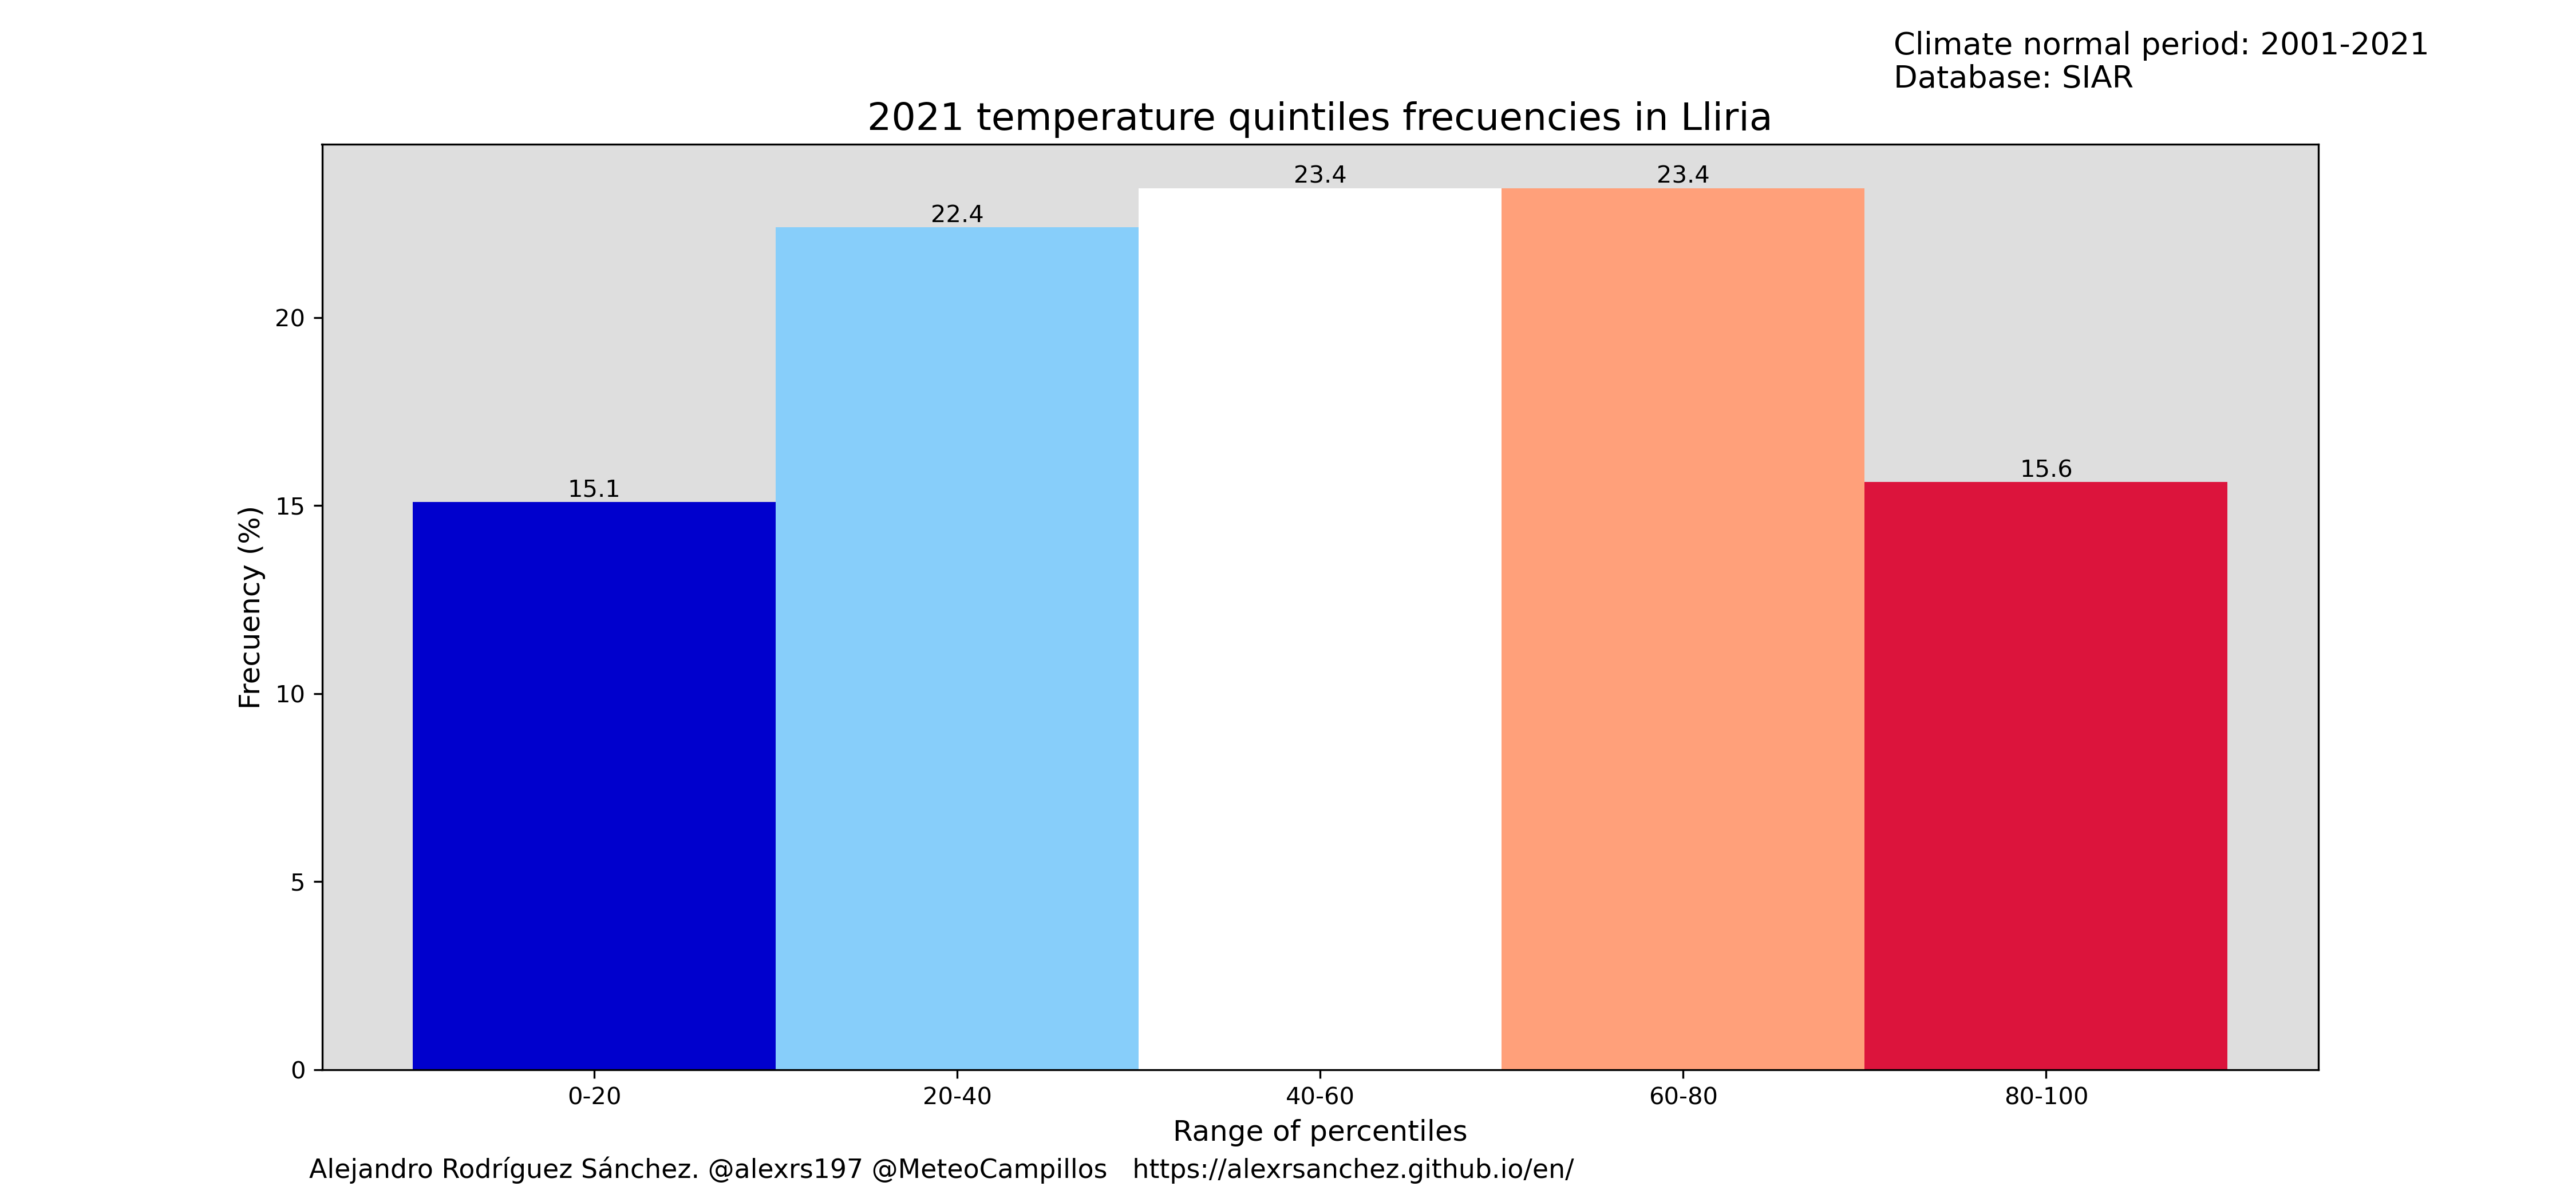 Climate normal period: 2001-2021
Database: SIAR
2021 temperature quintiles frecuencies in Lliria
23.4
23.4
22.4
15.6
15.1
Frecuency (%)
20
15
10
5
0
0-20
20-40
40-60
60-80
80-100
Range of percentiles
Alejandro Rodríguez Sánchez. @alexrs197 @MeteoCampillos   https://alexrsanchez.github.io/en/